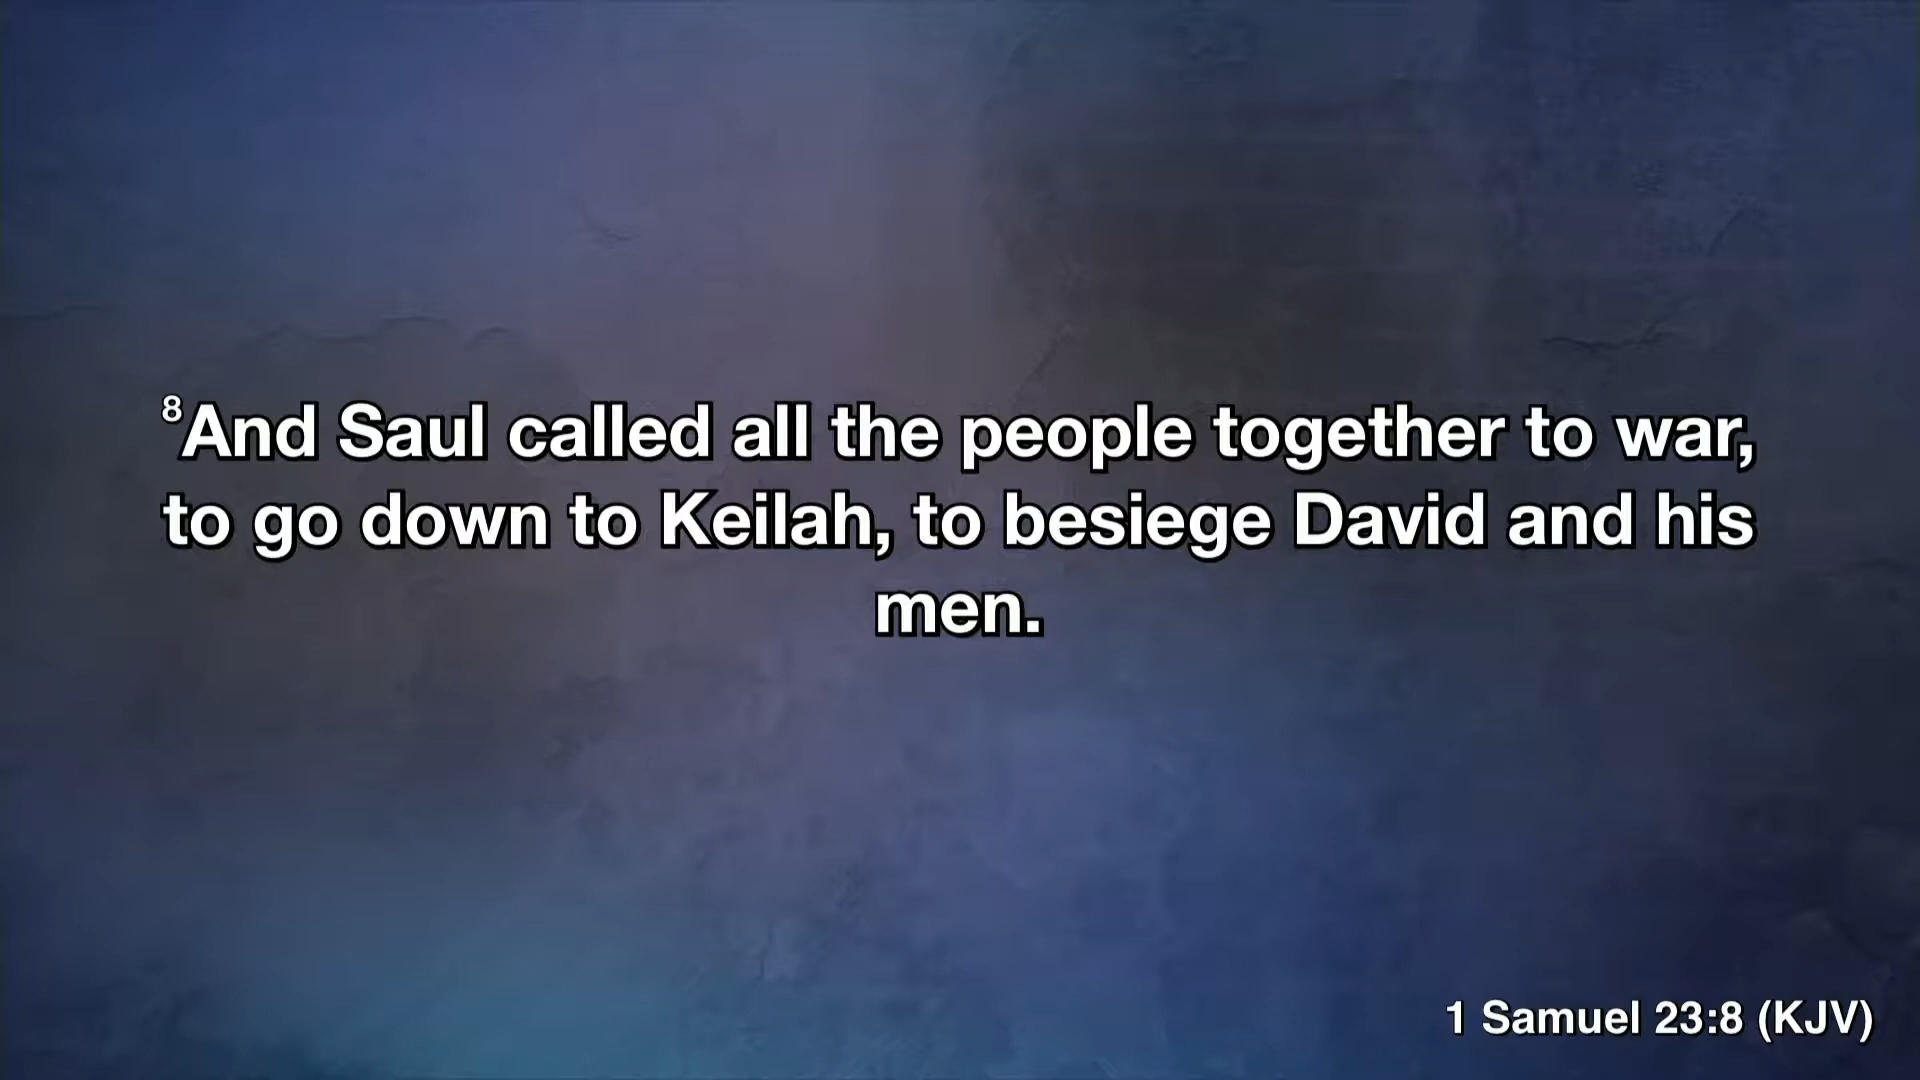 ⁸And Saul called all the people together to war,
to go down to Keilah, to besiege David and his
men.
1 Samuel 23:8 (KJV)